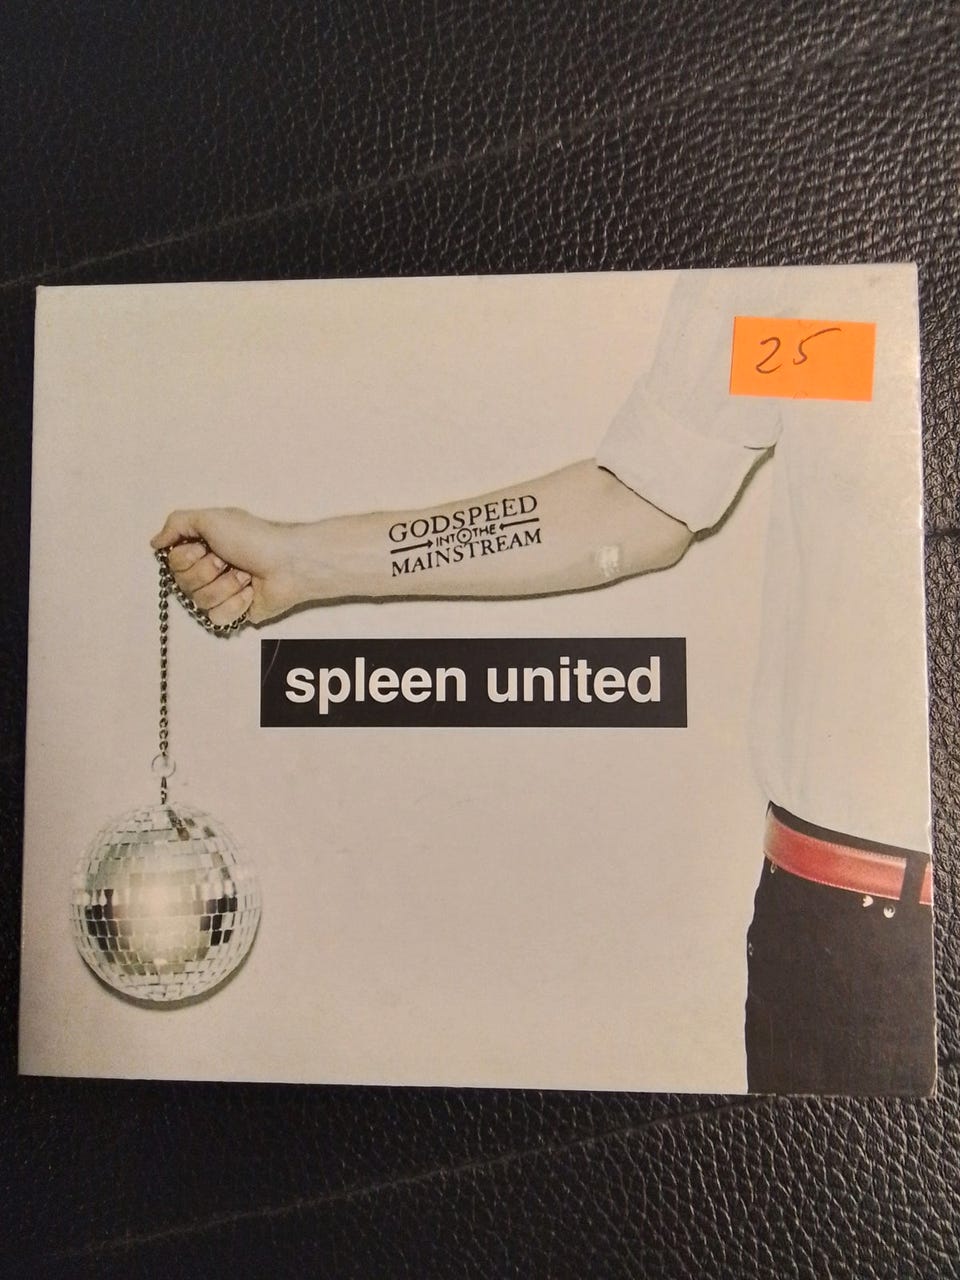 25
GODSPEED
INTO THE
MAINSTREAM
spleen united